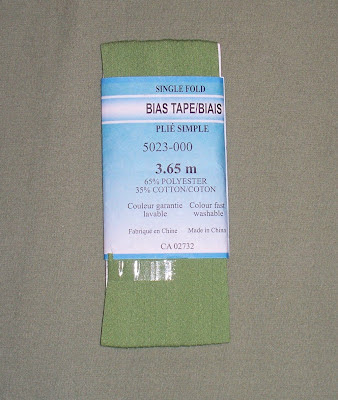 SINGLE FOLD
BIAS TAPE/BIAIS
PLIÉ SIMPLE
5023-000
3.65 m
65% POLYESTER
35% COTTON/COTON
Couleur garantie Colour fast
lavable washable
Fabriqué en Chine Made in China
CA 02732